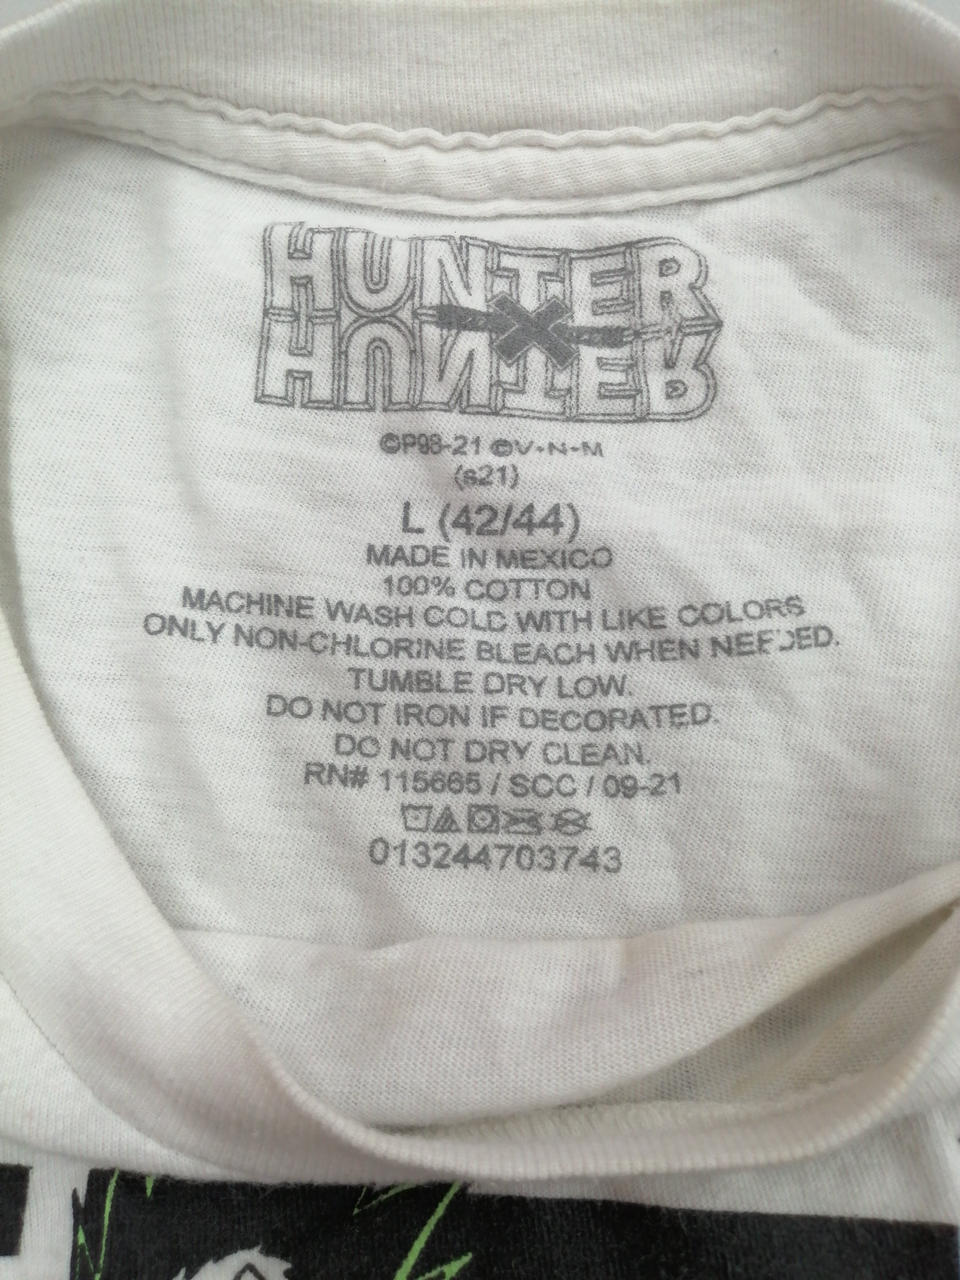 HUNTER
X
HUNTER
©P98-21 ©V·N·M
(s21)
L (42/44)
MADE IN MEXICO
100% COTTON
MACHINE WASH COLD WITH LIKE COLORS
ONLY NON-CHLORINE BLEACH WHEN NEEDED.
TUMBLE DRY LOW.
DO NOT IRON IF DECORATED.
DO NOT DRY CLEAN.
RN# 115665 / SCC / 09-21
013244703743